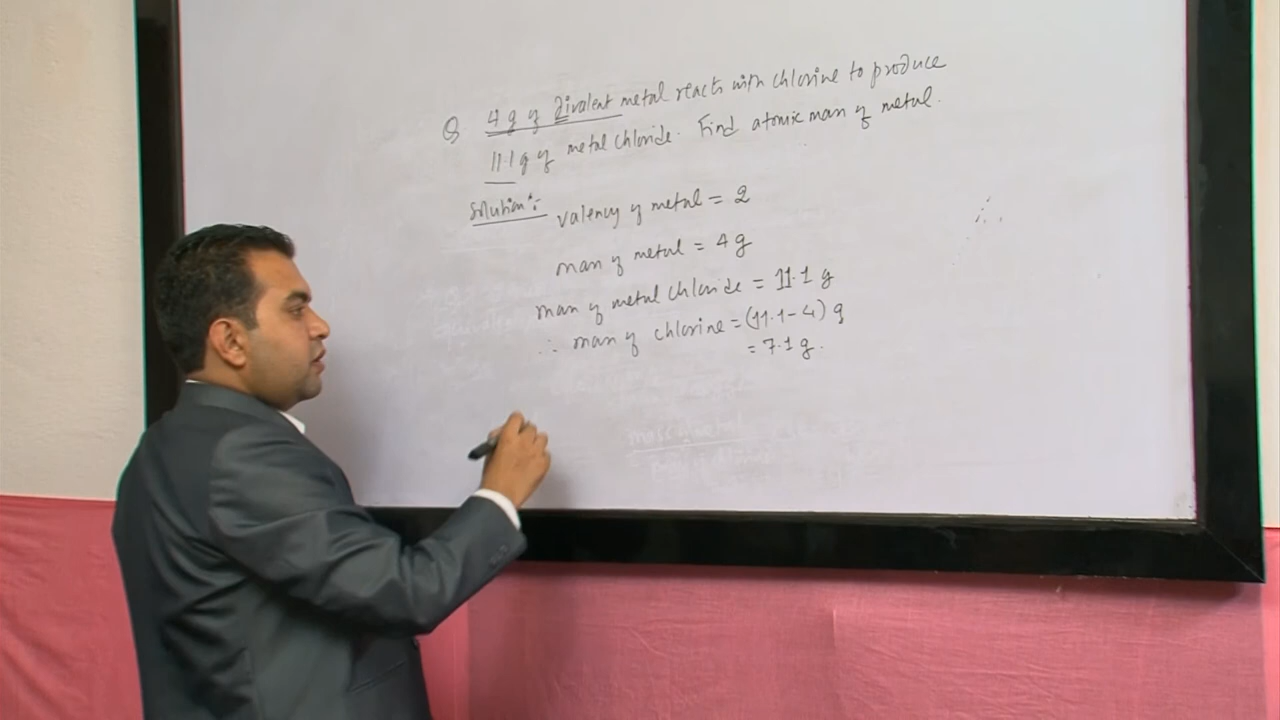 Q 4 g of divalent metal reacts with chlorine to produce
11.1 g of metal chloride. Find atomic mass of metal.
Solution:-
valency of metal = 2
mass of metal = 4 g
mass of metal chloride = 11.1 g
∴ mass of chlorine = (11.1 - 4) g
= 7.1 g.